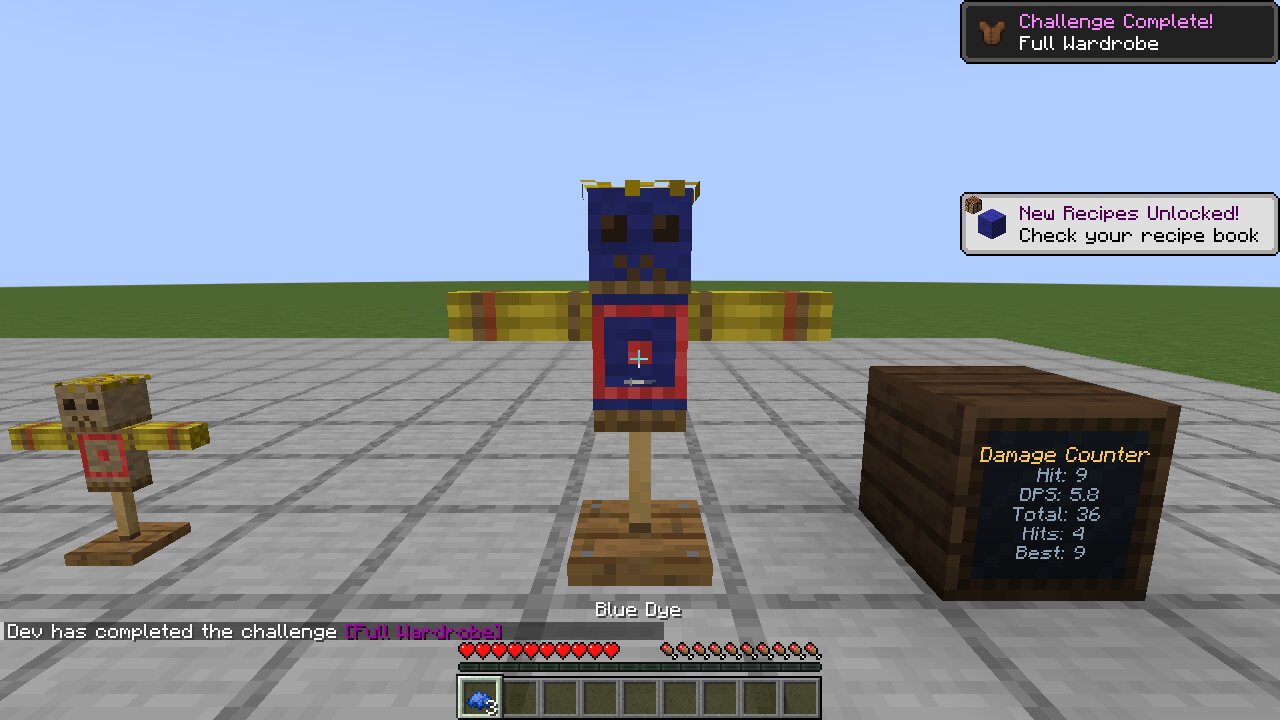 Challenge Complete!
Full Wardrobe
New Recipes Unlocked!
Check your recipe book
Damage Counter
Hit: 9
DPS: 5.8
Total: 36
Hits: 4
Best: 9
Blue Dye
Dev has completed the challenge [Full Wardrobe]